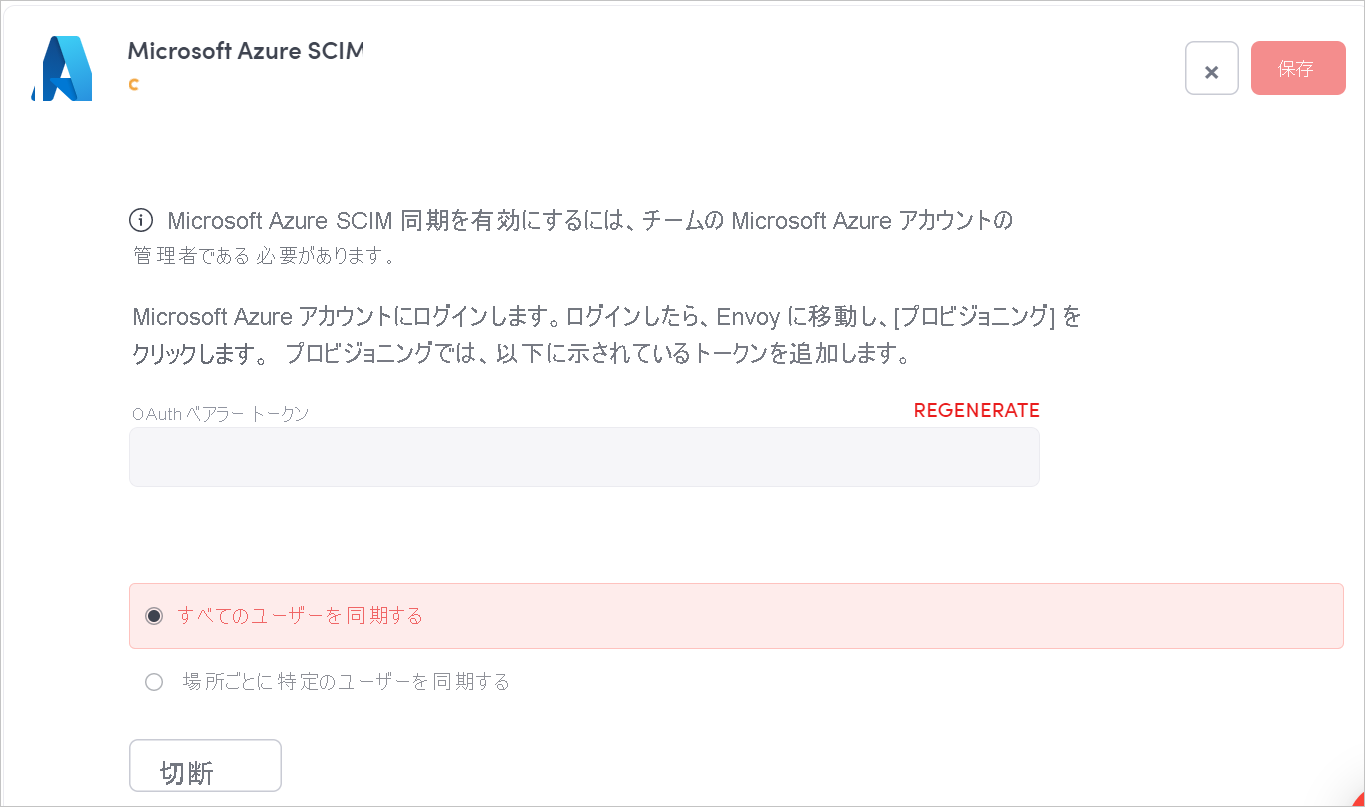 Microsoft Azure SCIM
c
×
保存
Microsoft Azure SCIM 同期を有効にするには、チームの Microsoft Azure アカウントの
管理者である 必要があります。
Microsoft Azure アカウントにログインします。ログインしたら、Envoy に移動し、[プロビジョニング] を
クリックします。 プロビジョニングでは、以下に示されているトークンを追加します。
OAuth ベアラー トークン
REGENERATE
すべてのユーザーを同期する
場所ごとに特定のユーザーを同期する
切断